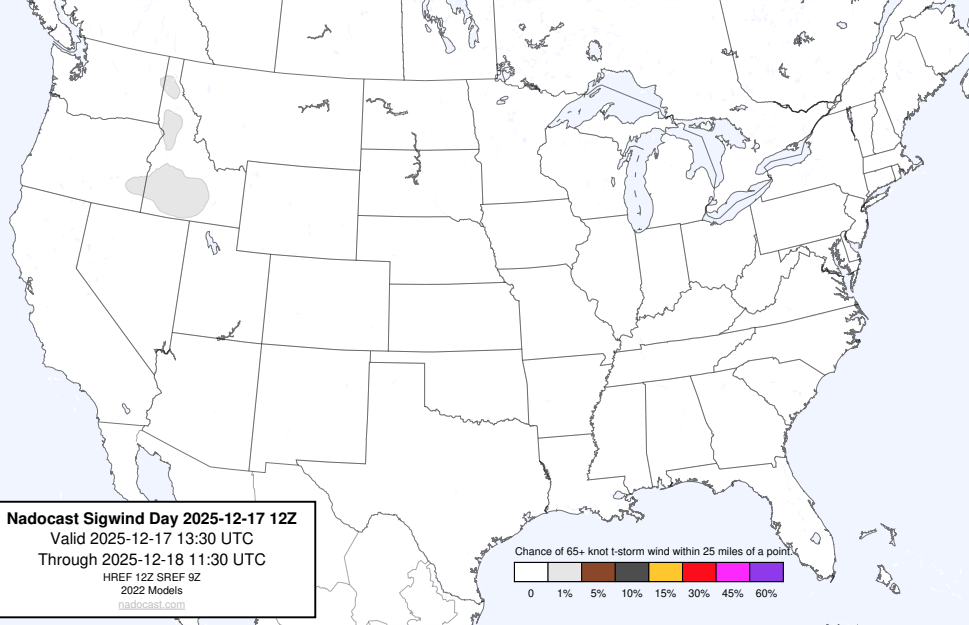 Nadocast Sigwind Day 2025-12-17 12Z
Valid 2025-12-17 13:30 UTC
Through 2025-12-18 11:30 UTC
HREF 12Z SREF 9Z
2022 Models
nadocast.com
Chance of 65+ knot t-storm wind within 25 miles of a point.
0 1% 5% 10% 15% 30% 45% 60%